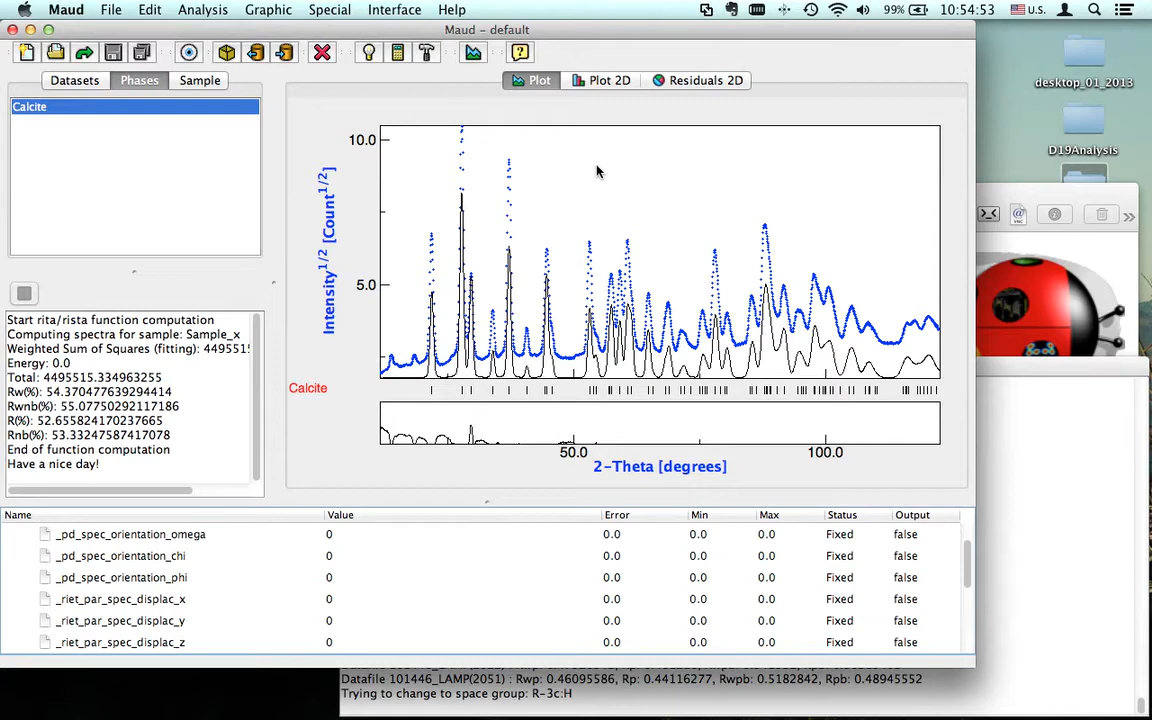 Maud File Edit Analysis Graphic Special Interface Help 99% 10:54:53 U.S.
Maud - default
desktop_01_2013
D19Analysis
Datasets Phases Sample
Plot Plot 2D Residuals 2D
Calcite
Intensity1/2 [Count1/2]
10.0
5.0
Calcite
50.0 100.0
2-Theta [degrees]
Start rita/rista function computation
Computing spectra for sample: Sample_x
Weighted Sum of Squares (fitting): 4495515
Energy: 0.0
Total: 4495515.334963255
Rw(%): 54.370477639294414
Rwnb(%): 55.07750292117186
R(%): 52.655824170237665
Rnb(%): 53.33247587417078
End of function computation
Have a nice day!
Name Value Error Min Max Status Output
_pd_spec_orientation_omega 0 0.0 0.0 0.0 Fixed false
_pd_spec_orientation_chi 0 0.0 0.0 0.0 Fixed false
_pd_spec_orientation_phi 0 0.0 0.0 0.0 Fixed false
_riet_par_spec_displac_x 0 0.0 0.0 0.0 Fixed false
_riet_par_spec_displac_y 0 0.0 0.0 0.0 Fixed false
_riet_par_spec_displac_z 0 0.0 0.0 0.0 Fixed false
Datafile 101446_LAMP(2051) : Rwp: 0.46095586, Rp: 0.44116277, Rwpb: 0.5182842, Rpb: 0.48945552
Trying to change to space group: R-3c:H